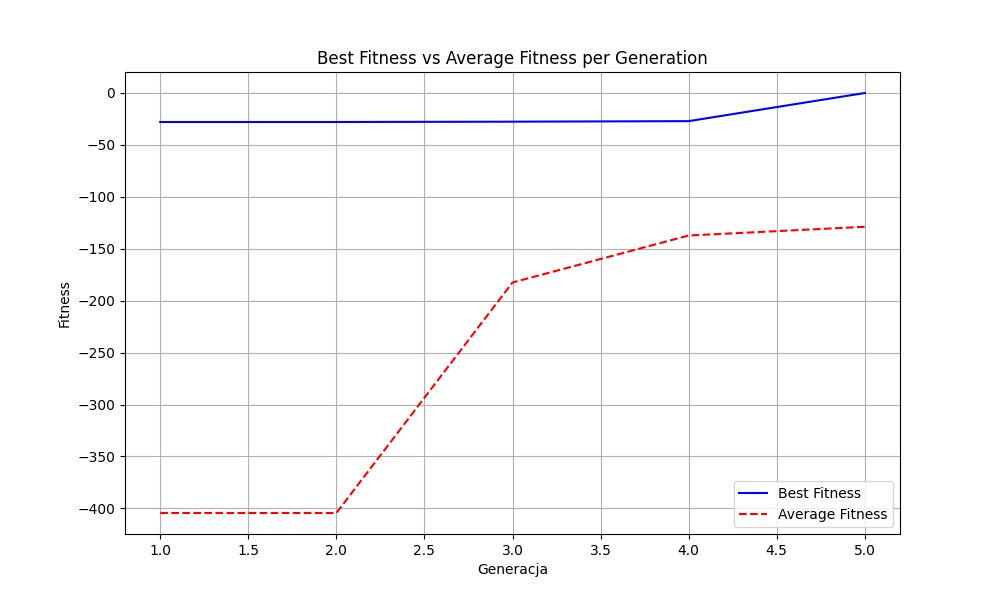 Best Fitness vs Average Fitness per Generation
Fitness
0
−50
−100
−150
−200
−250
−300
−350
−400
1.0 1.5 2.0 2.5 3.0 3.5 4.0 4.5 5.0
Generacja
Best Fitness
Average Fitness